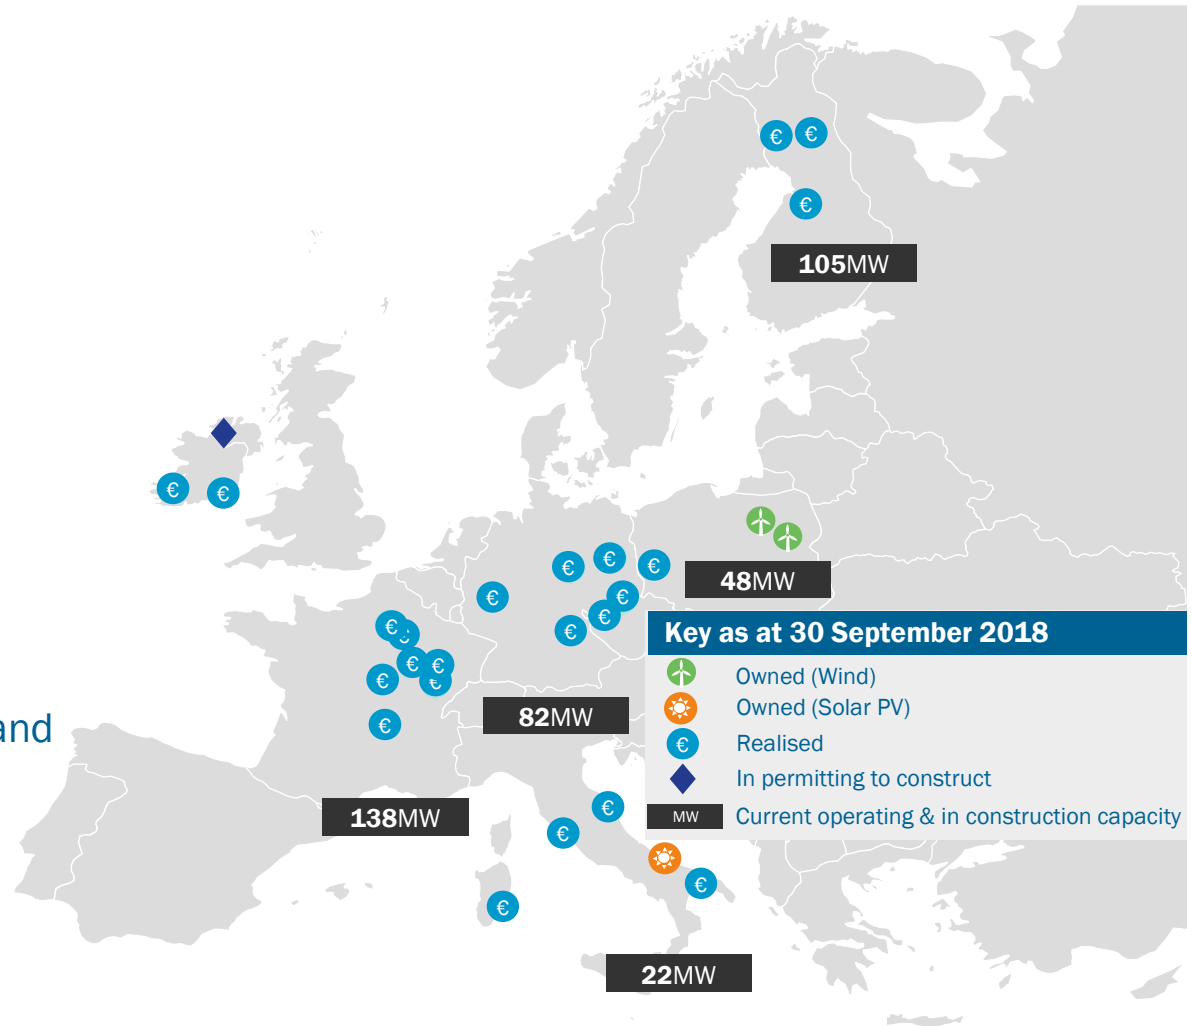 € €
€
105MW
€ €
€ € €
48MW
€ €
€
€
€ €
€ € €
€
€
82MW
and
138MW
€
€
€
€
22MW
Key as at 30 September 2018
Owned (Wind)
Owned (Solar PV)
€ Realised
In permitting to construct
MW Current operating & in construction capacity